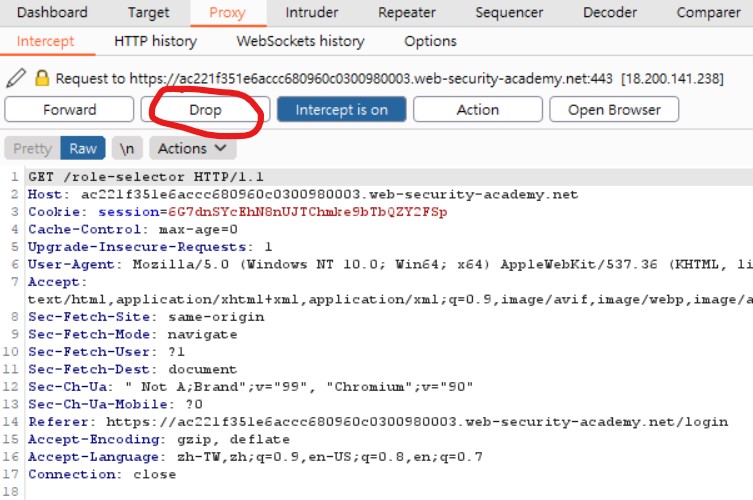 Dashboard Target Proxy Intruder Repeater Sequencer Decoder Comparer
Intercept HTTP history WebSockets history Options
Request to https://ac221f351e6accc680960c0300980003.web-security-academy.net:443 [18.200.141.238]
Forward Drop Intercept is on Action Open Browser
Pretty Raw \n Actions
1 GET /role-selector HTTP/1.1
2 Host: ac221f351e6accc680960c0300980003.web-security-academy.net
3 Cookie: session=6G7dnSYcEhN8nUJTChmke9bTbQZY2FSp
4 Cache-Control: max-age=0
5 Upgrade-Insecure-Requests: 1
6 User-Agent: Mozilla/5.0 (Windows NT 10.0; Win64; x64) AppleWebKit/537.36 (KHTML, li
7 Accept:
text/html,application/xhtml+xml,application/xml;q=0.9,image/avif,image/webp,image/a
8 Sec-Fetch-Site: same-origin
9 Sec-Fetch-Mode: navigate
10 Sec-Fetch-User: ?1
11 Sec-Fetch-Dest: document
12 Sec-Ch-Ua: " Not A;Brand";v="99", "Chromium";v="90"
13 Sec-Ch-Ua-Mobile: ?0
14 Referer: https://ac221f351e6accc680960c0300980003.web-security-academy.net/login
15 Accept-Encoding: gzip, deflate
16 Accept-Language: zh-TW,zh;q=0.9,en-US;q=0.8,en;q=0.7
17 Connection: close
18